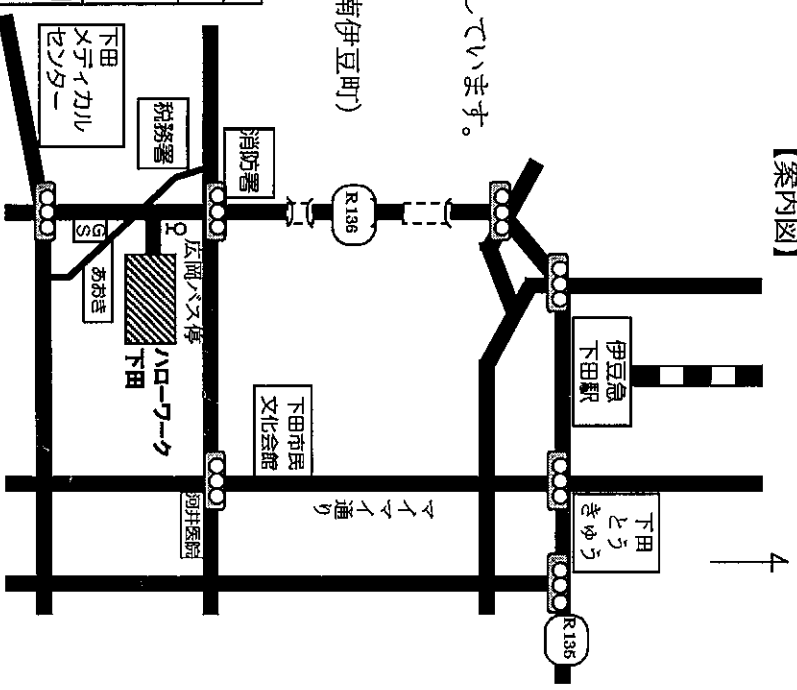 【案内図】
しています。
南伊豆町）
下田
メディカル
センター
税務署
消防署
R136
GS
あおき
広岡バス停
ハローワーク
下田
伊豆急
下田駅
下田市民
文化会館
マイマイ通り
河井医院
下田
とう
きゅう
R135